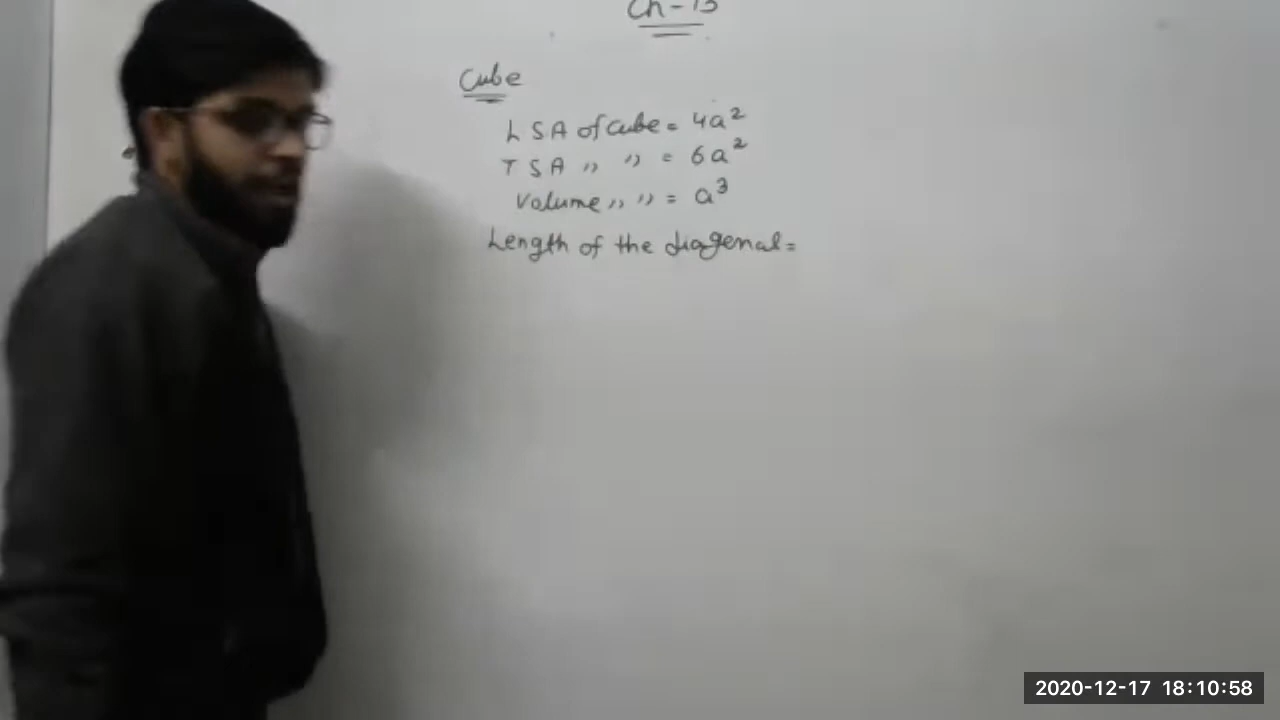 Ch-13
Cube
LSA of cube = 4a²
TSA ,, ,, = 6a²
Volume ,, ,, = a³
Length of the diagenal =
2020-12-17 18:10:58